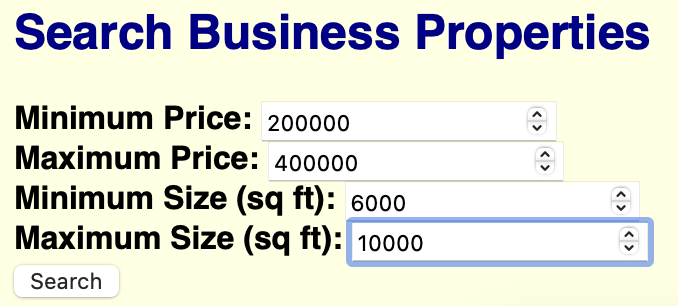 Search Business Properties
Minimum Price: 200000
Maximum Price: 400000
Minimum Size (sq ft): 6000
Maximum Size (sq ft): 10000
Search